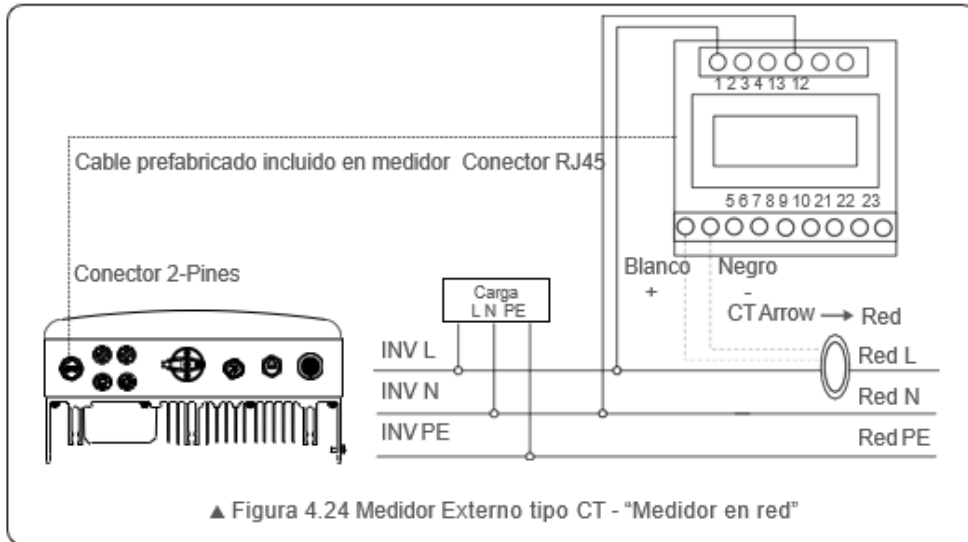 1 2 3 4 13 12
Cable prefabricado incluido en medidor Conector RJ45
5 6 7 8 9 10 21 22 23
Conector 2-Pines
Blanco Negro
+ -
Carga
L N PE
CT Arrow → Red
INV L
Red L
INV N
Red N
INV PE
Red PE
▲ Figura 4.24 Medidor Externo tipo CT - “Medidor en red”